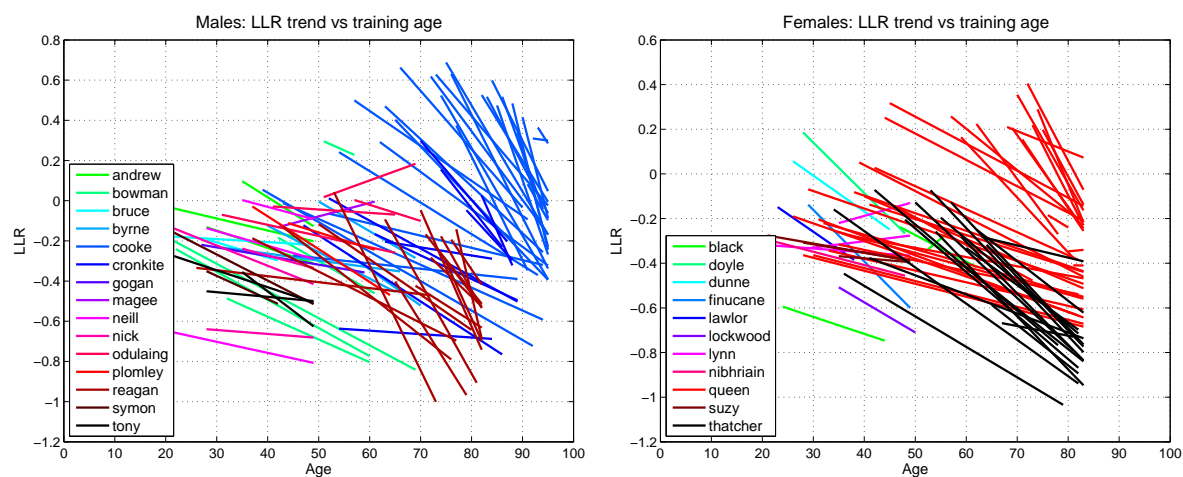 Males: LLR trend vs training age
0.8
0.6
0.4
0.2
0
−0.2
−0.4
−0.6
−0.8
−1
−1.2
LLR
andrew
bowman
bruce
byrne
cooke
cronkite
gogan
magee
neill
nick
odulaing
plomley
reagan
symon
tony
0 10 20 30 40 50 60 70 80 90 100
Age
Females: LLR trend vs training age
0.6
0.4
0.2
0
−0.2
−0.4
−0.6
−0.8
−1
−1.2
LLR
black
doyle
dunne
finucane
lawlor
lockwood
lynn
nibhriain
queen
suzy
thatcher
0 10 20 30 40 50 60 70 80 90 100
Age